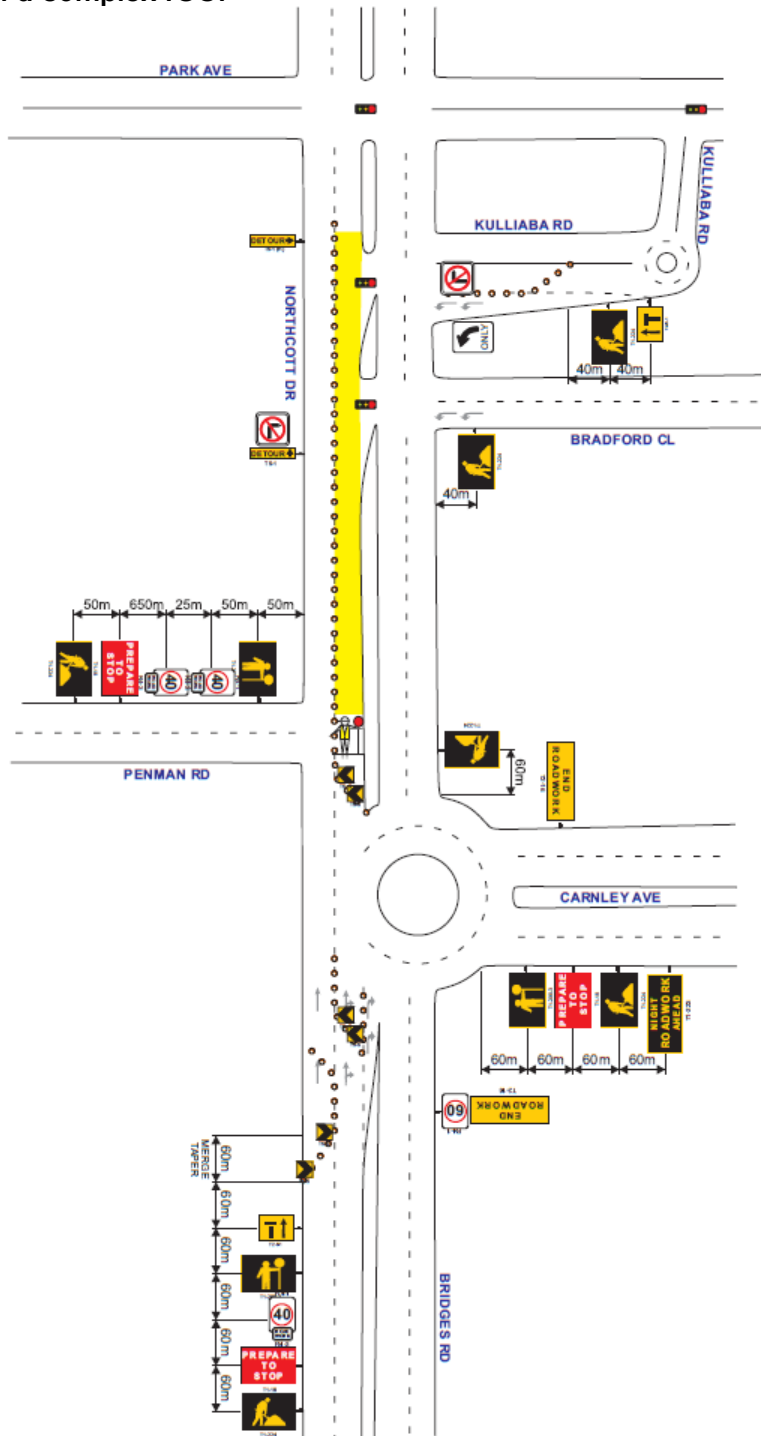 PARK AVE
KULLIABA RD
KULLIABA RD
DETOUR
NORTHCOTT DR
ONLY
40m
40m
BRADFORD CL
DETOUR
40m
50m
650m
25m
50m
50m
PREPARE
TO
STOP
40
40
PENMAN RD
60m
END
ROADWORK
CARNLEY AVE
PREPARE
TO
STOP
NIGHT
ROADWORK
AHEAD
60m
60m
60m
60m
60
END
ROADWORK
MERGE
TAPER
60m
60m
60m
60m
60m
60m
40
PREPARE
TO
STOP
BRIDGES RD